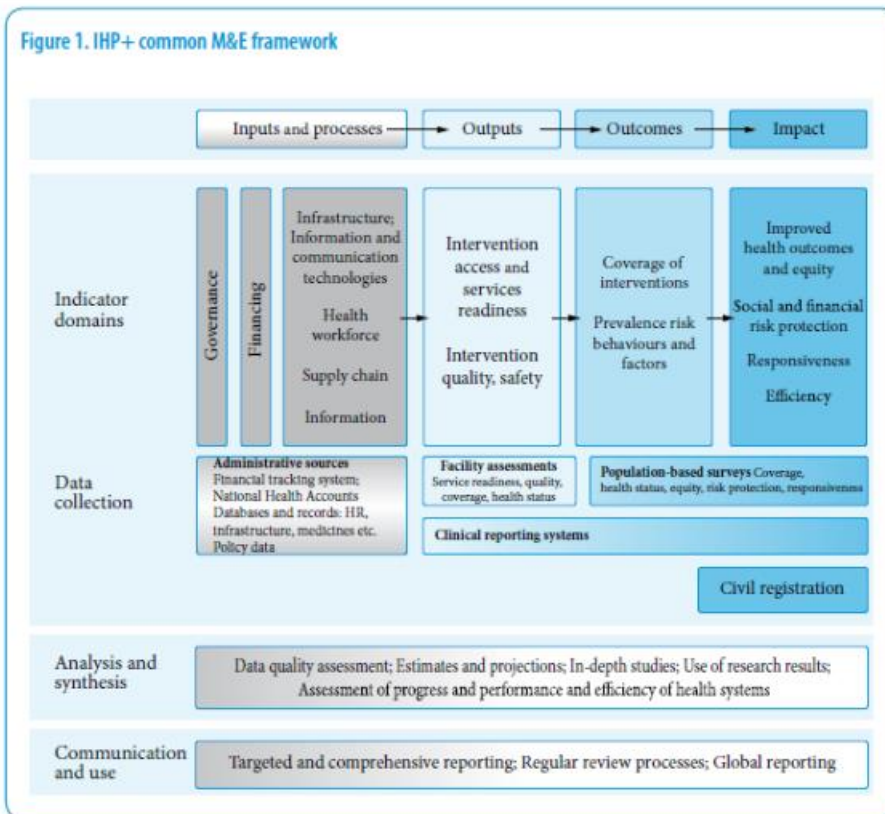 Figure 1. IHP+ common M&E framework
Inputs and processes
Outputs
Outcomes
Impact
Indicator
domains
Governance
Financing
Infrastructure;
Information and
communication
technologies
Health
workforce
Supply chain
Information
Intervention
access and
services
readiness
Intervention
quality, safety
Coverage of
interventions
Prevalence risk
behaviours and
factors
Improved
health outcomes
and equity
Social and financial
risk protection
Responsiveness
Efficiency
Data
collection
Administrative sources
Financial tracking system;
National Health Accounts
Databases and records: HR,
infrastructure, medicines etc.
Policy data
Facility assessments
Service readiness, quality,
coverage, health status
Population-based surveys Coverage,
health status, equity, risk protection, responsiveness
Clinical reporting systems
Civil registration
Analysis and
synthesis
Data quality assessment; Estimates and projections; In-depth studies; Use of research results;
Assessment of progress and performance and efficiency of health systems
Communication
and use
Targeted and comprehensive reporting; Regular review processes; Global reporting